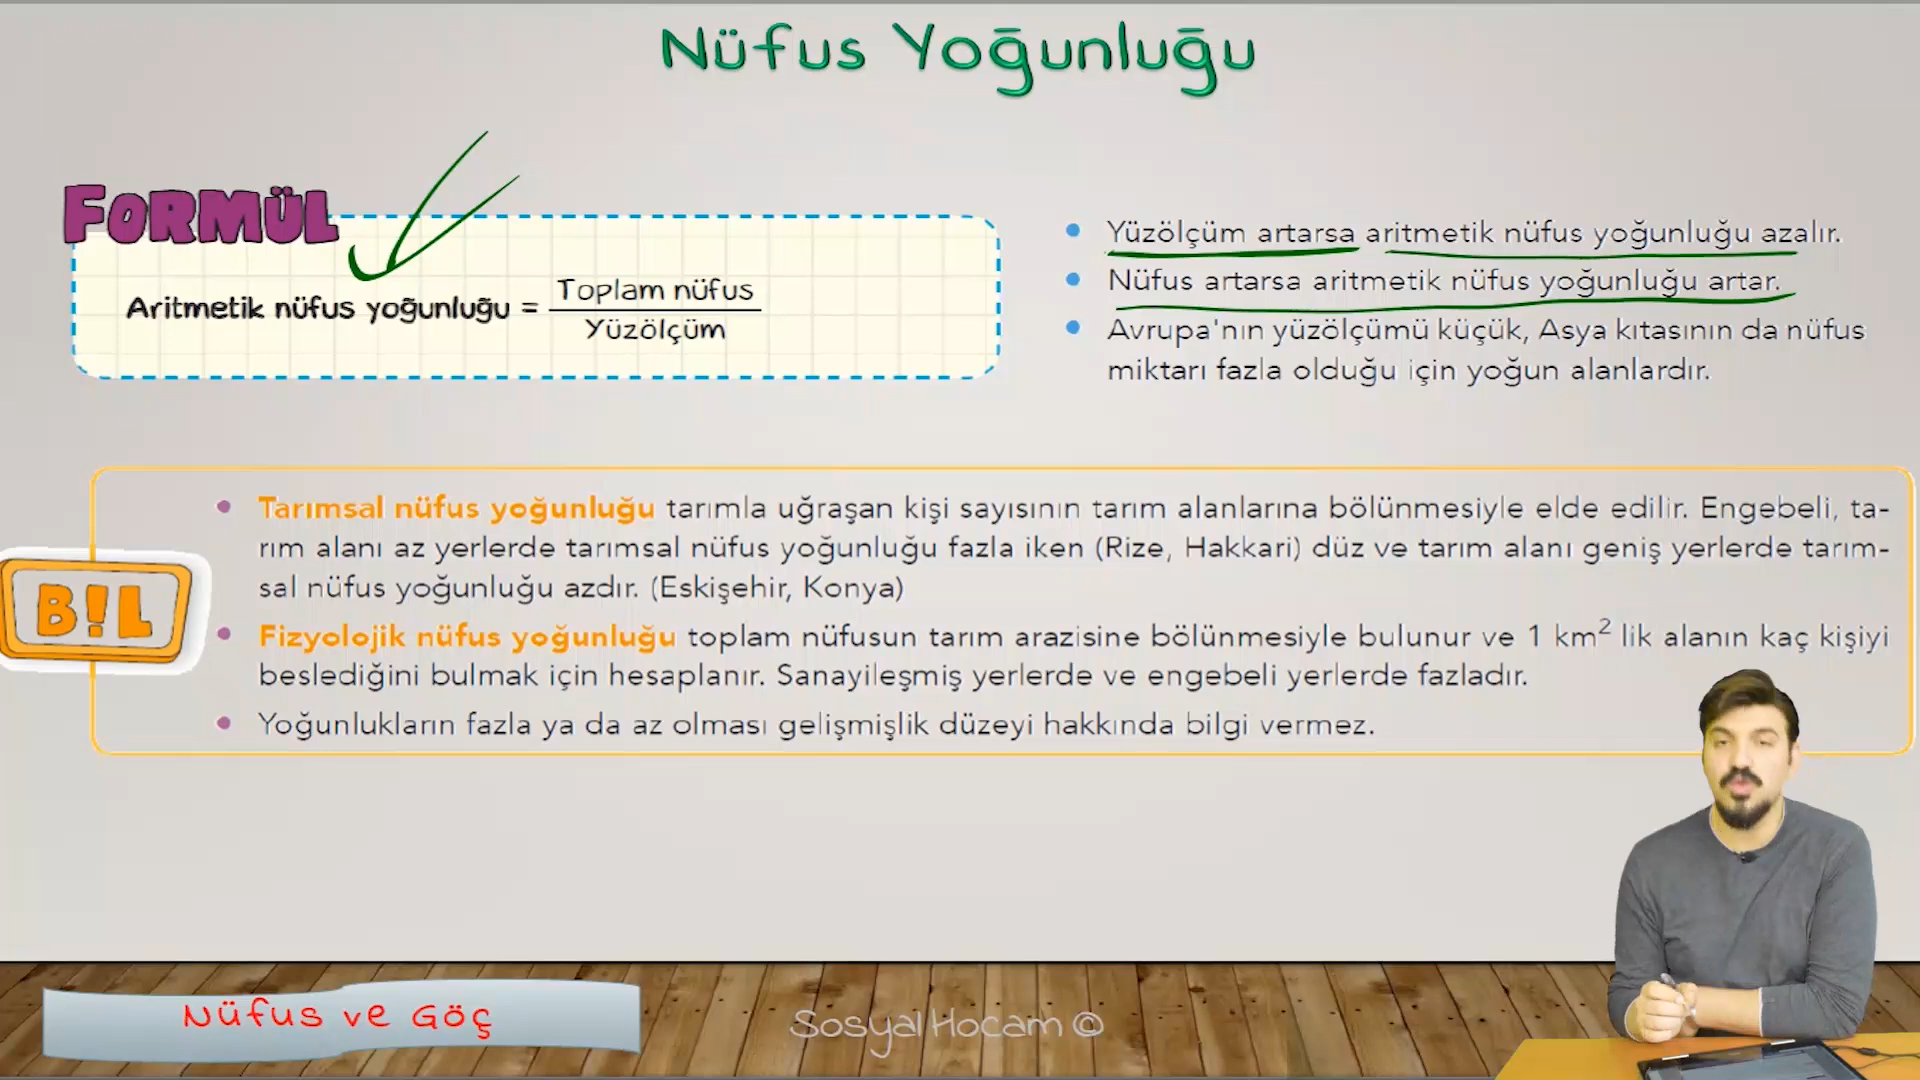 Nüfus Yoğunluğu
FORMÜL
Aritmetik nüfus yoğunluğu = Toplam nüfus
Yüzölçüm
Yüzölçüm artarsa aritmetik nüfus yoğunluğu azalır.
Nüfus artarsa aritmetik nüfus yoğunluğu artar.
Avrupa'nın yüzölçümü küçük, Asya kıtasının da nüfus
miktarı fazla olduğu için yoğun alanlardır.
BİL
Tarımsal nüfus yoğunluğu tarımla uğraşan kişi sayısının tarım alanlarına bölünmesiyle elde edilir. Engebeli, ta-
rım alanı az yerlerde tarımsal nüfus yoğunluğu fazla iken (Rize, Hakkari) düz ve tarım alanı geniş yerlerde tarım-
sal nüfus yoğunluğu azdır. (Eskişehir, Konya)
Fizyolojik nüfus yoğunluğu toplam nüfusun tarım arazisine bölünmesiyle bulunur ve 1 km² lik alanın kaç kişiyi
beslediğini bulmak için hesaplanır. Sanayileşmiş yerlerde ve engebeli yerlerde fazladır.
Yoğunlukların fazla ya da az olması gelişmişlik düzeyi hakkında bilgi vermez.
Nüfus ve Göç
Sosyal Hocam ©